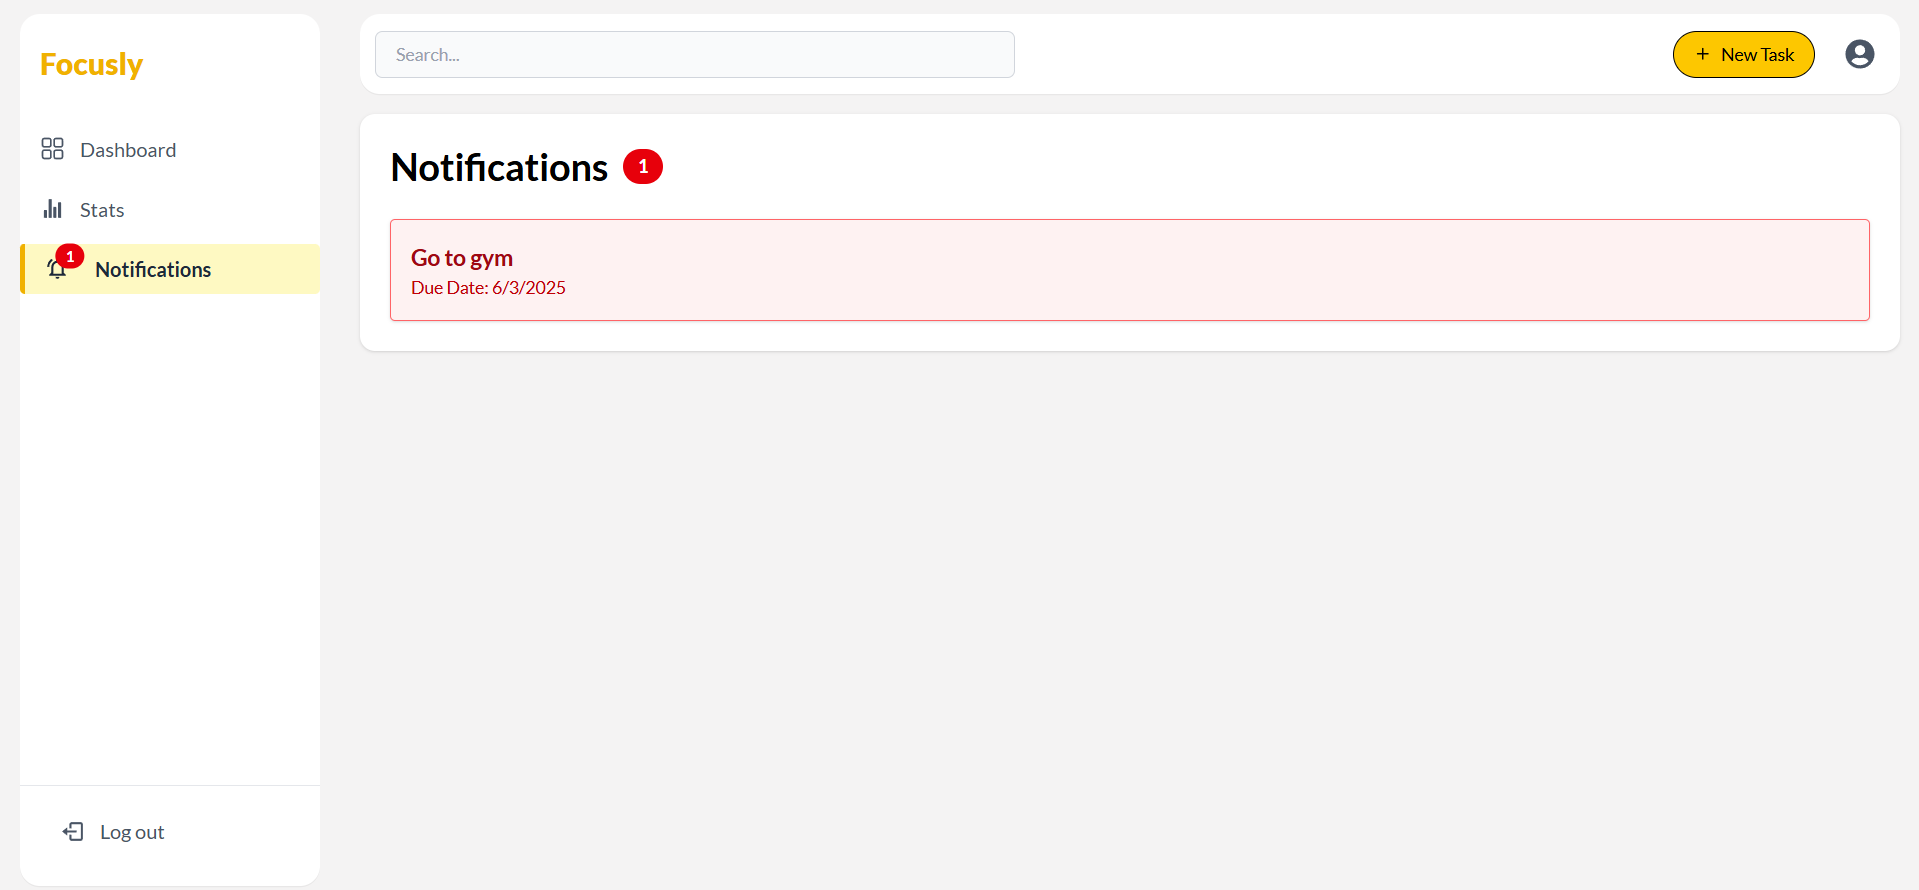 Focusly
Dashboard
Stats
1
Notifications
Log out
Search...
+ New Task
Notifications 1
Go to gym
Due Date: 6/3/2025